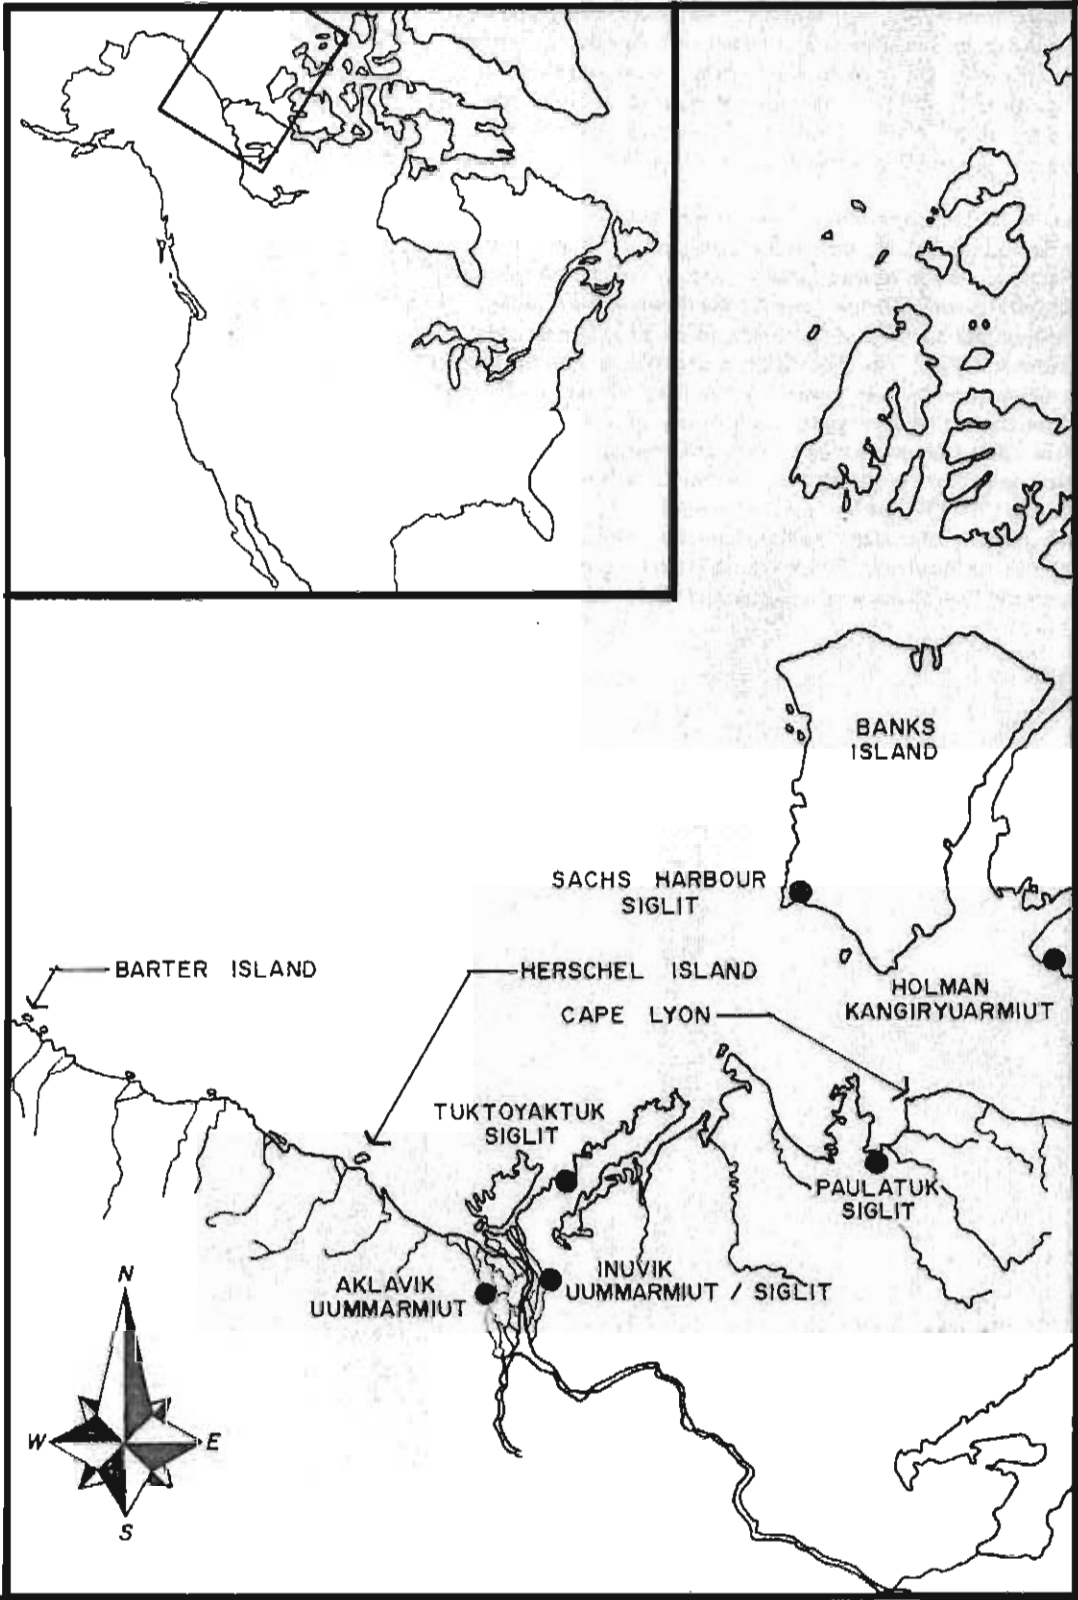 BANKS
ISLAND
SACHS HARBOUR
SIGLIT
BARTER ISLAND
HERSCHEL ISLAND
HOLMAN
KANGIRYUARMIUT
CAPE LYON
TUKTOYAKTUK
SIGLIT
PAULATUK
SIGLIT
AKLAVIK
UUMMARMIUT
INUVIK
UUMMARMIUT / SIGLIT
N
W
E
S